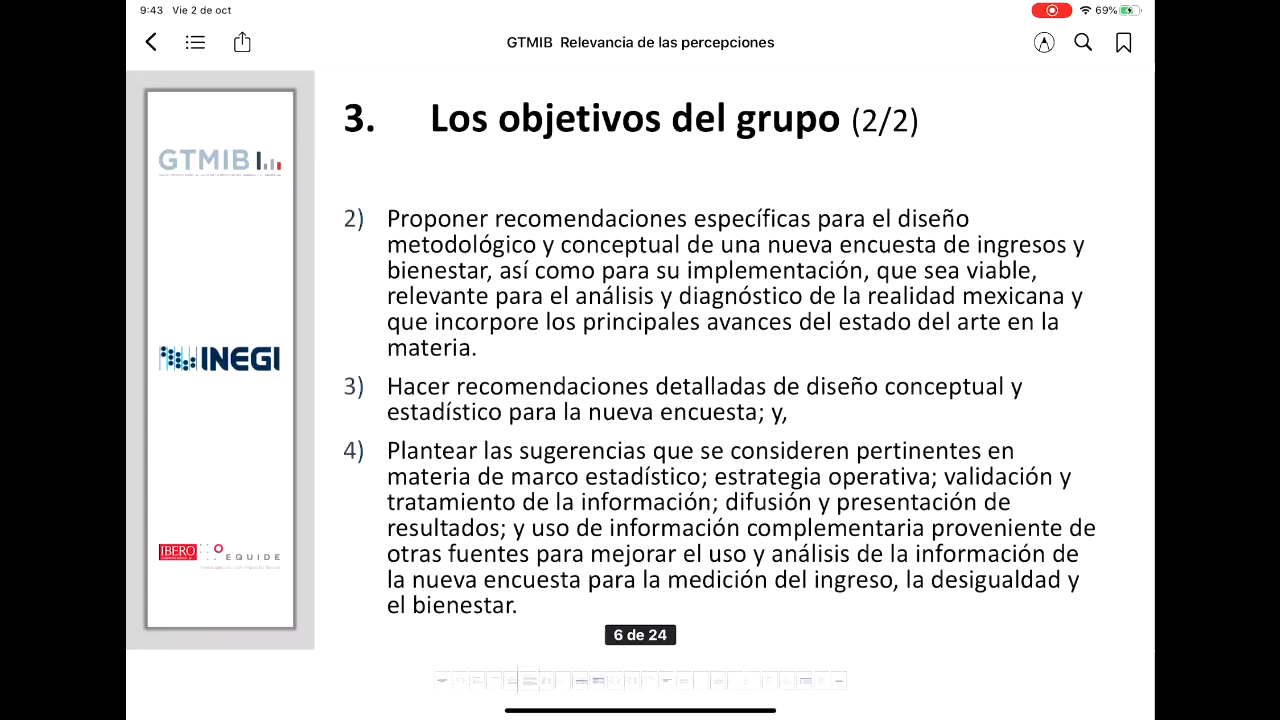 9:43 Vie 2 de oct
69%
GTMIB Relevancia de las percepciones
3. Los objetivos del grupo (2/2)
GTMIB
2) Proponer recomendaciones específicas para el diseño
metodológico y conceptual de una nueva encuesta de ingresos y
bienestar, así como para su implementación, que sea viable,
relevante para el análisis y diagnóstico de la realidad mexicana y
que incorpore los principales avances del estado del arte en la
materia.
INEGI
3) Hacer recomendaciones detalladas de diseño conceptual y
estadístico para la nueva encuesta; y,
4) Plantear las sugerencias que se consideren pertinentes en
materia de marco estadístico; estrategia operativa; validación y
tratamiento de la información; difusión y presentación de
resultados; y uso de información complementaria proveniente de
otras fuentes para mejorar el uso y análisis de la información de
la nueva encuesta para la medición del ingreso, la desigualdad y
el bienestar.
IBERO
EQUIDE
6 de 24